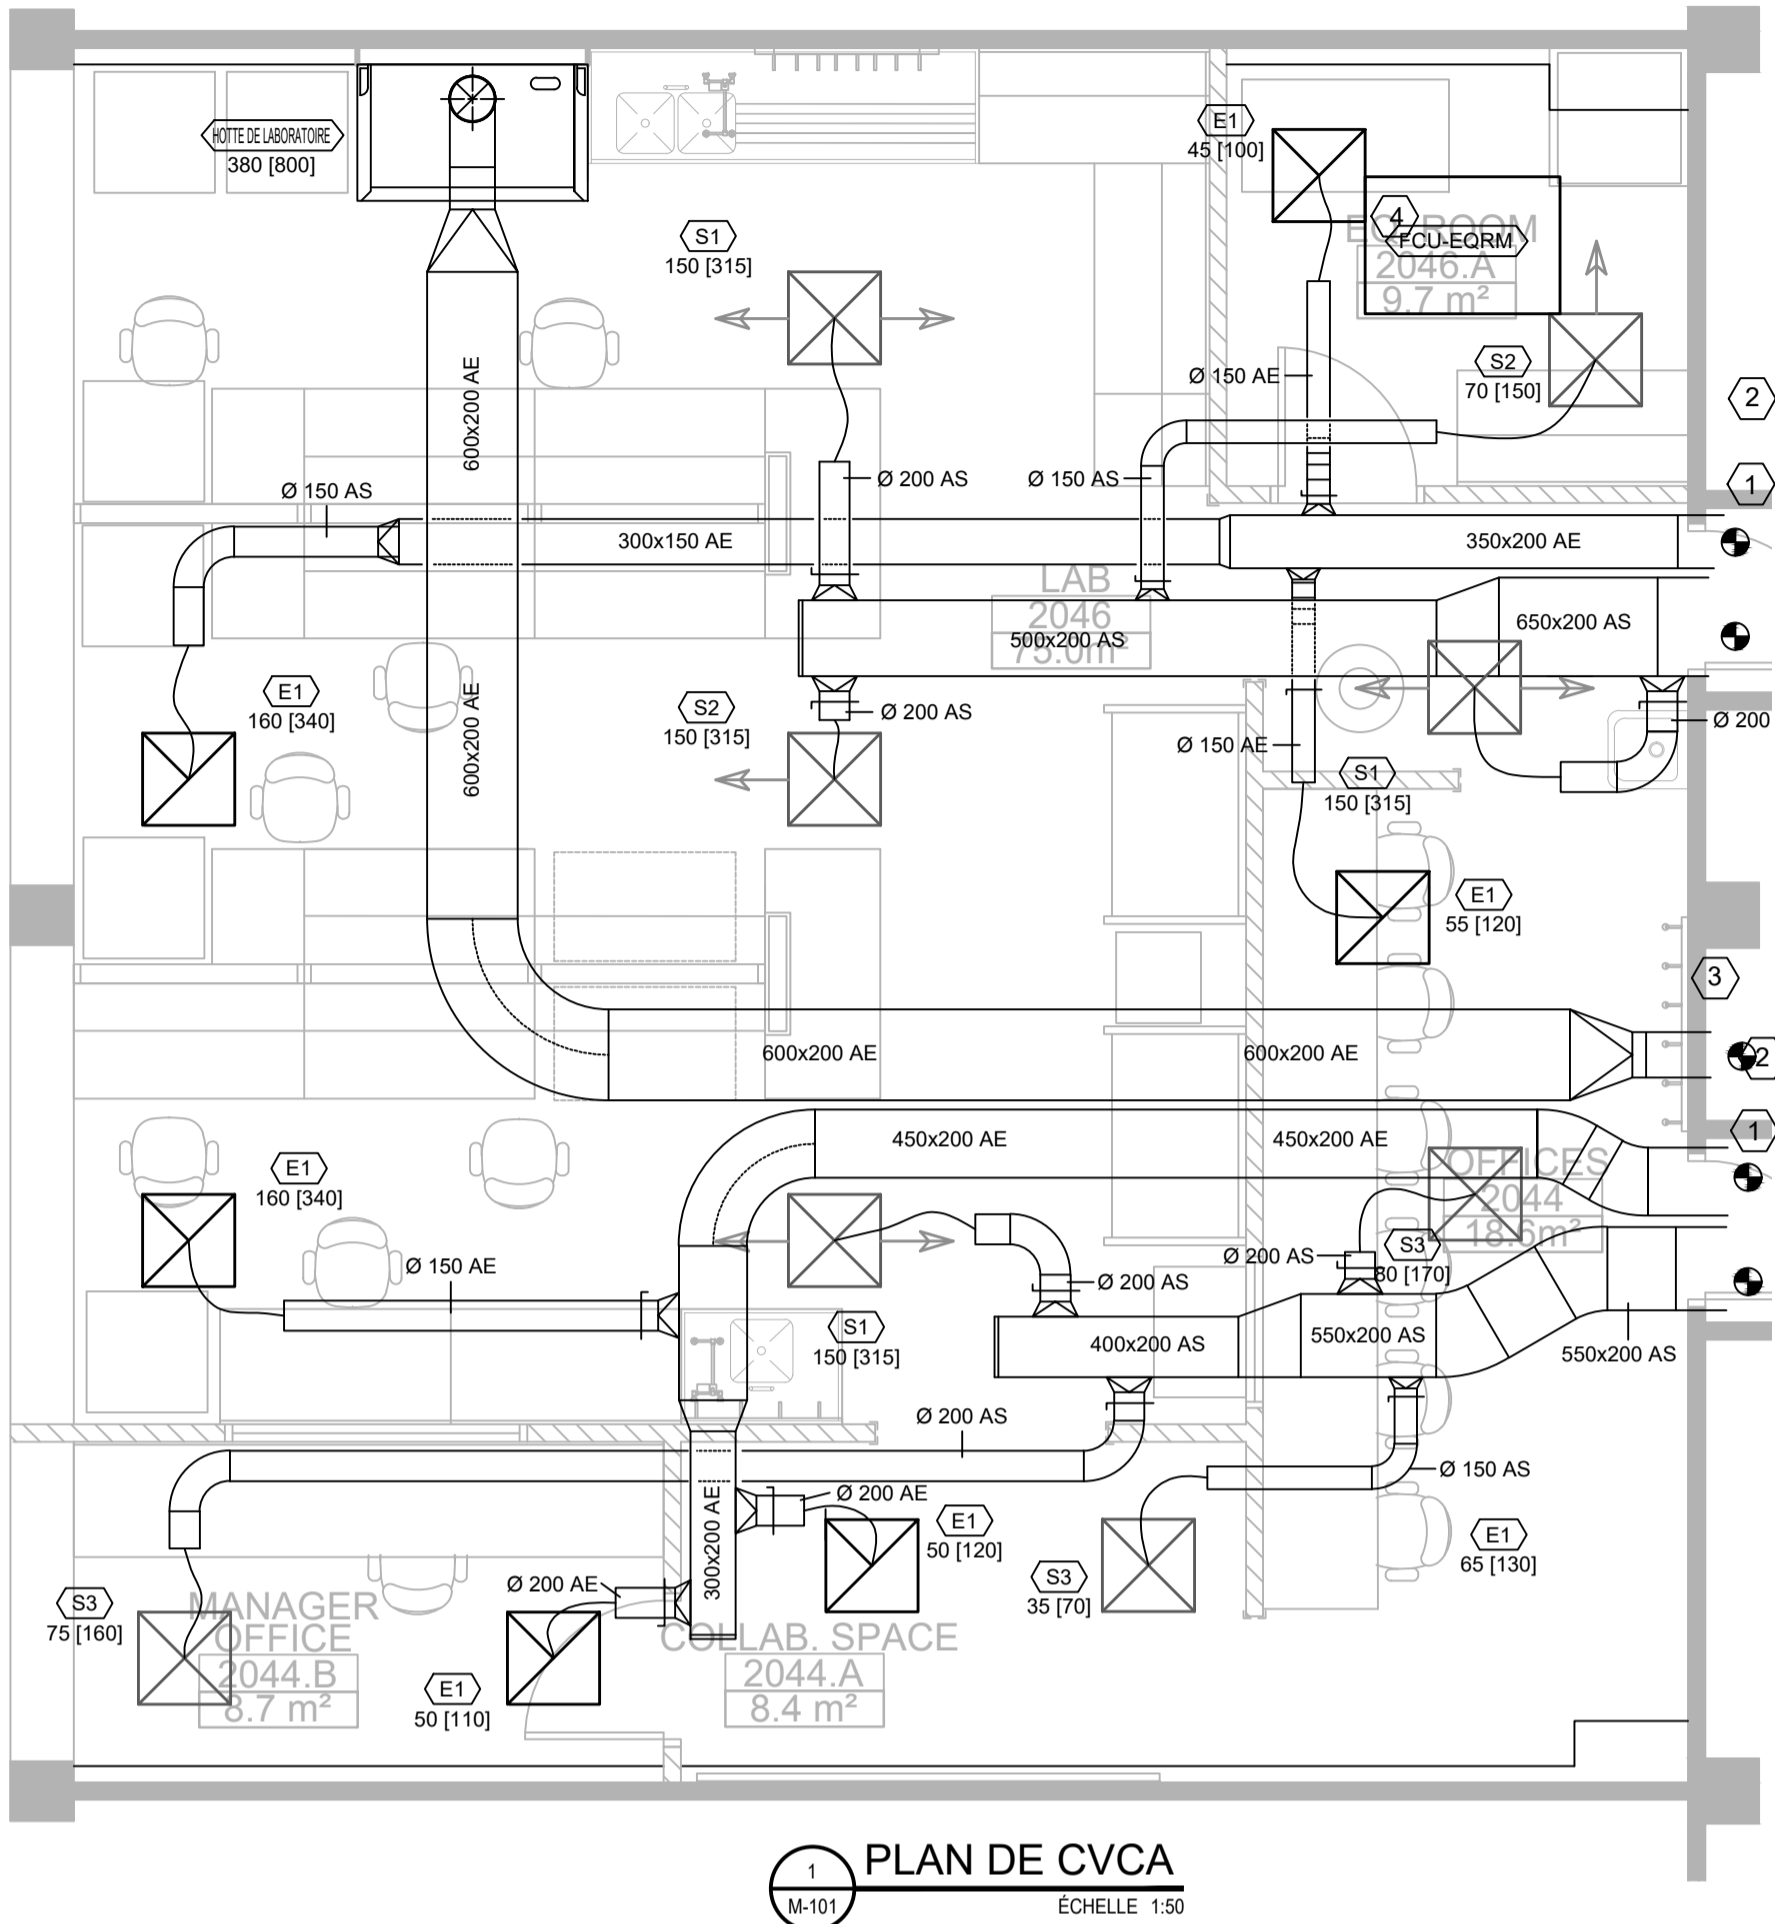 HOTTE DE LABORATOIRE
380 [800]
E1
45 [100]
4
FCU-EQRM
EQ. ROOM
2046.A
9.7 m²
S1
150 [315]
S2
70 [150]
2
1
Ø 150 AE
600x200 AE
Ø 150 AS
Ø 200 AS
Ø 150 AS
300x150 AE
350x200 AE
LAB
2046
75.0m²
500x200 AS
650x200 AS
E1
160 [340]
600x200 AE
S2
150 [315]
Ø 200 AS
Ø 150 AE
Ø 200
S1
150 [315]
E1
55 [120]
3
600x200 AE
600x200 AE
2
1
450x200 AE
450x200 AE
E1
160 [340]
OFFICES
2044
18.6m²
Ø 150 AE
Ø 200 AS
Ø 200 AS
S3
80 [170]
S1
150 [315]
400x200 AS
550x200 AS
550x200 AS
Ø 200 AS
Ø 150 AS
300x200 AE
Ø 200 AE
E1
50 [120]
E1
65 [130]
Ø 200 AE
S3
35 [70]
S3
75 [160]
MANAGER
OFFICE
2044.B
8.7 m²
COLLAB. SPACE
2044.A
8.4 m²
E1
50 [110]
1
M-101
PLAN DE CVCA
ÉCHELLE 1:50